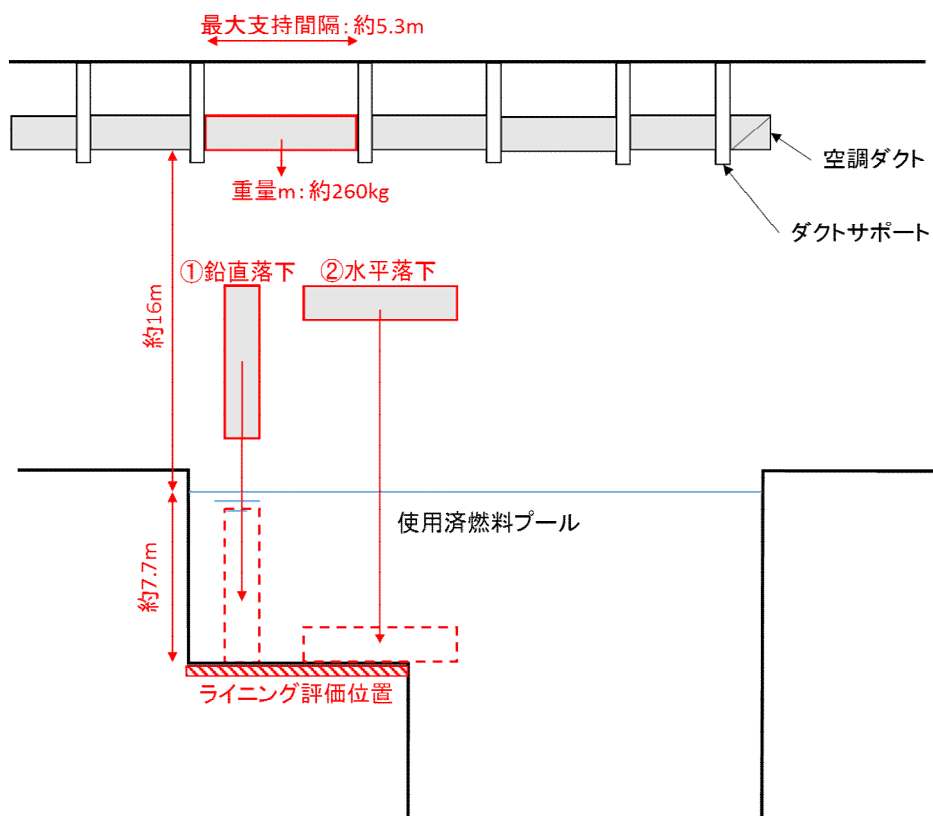 最大支持間隔：約5.3m
空調ダクト
重量m：約260kg
ダクトサポート
①鉛直落下
②水平落下
約16m
使用済燃料プール
約7.7m
ライニング評価位置